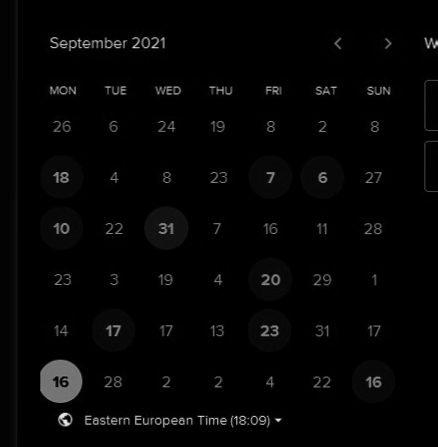 September 2021
MON TUE WED THU FRI SAT SUN
26 6 24 19 8 2 8
18 4 8 23 7 6 27
10 22 31 7 16 11 28
23 3 19 4 20 29 1
14 17 17 13 23 31 17
16 28 2 2 4 22 16
Eastern European Time (18:09)